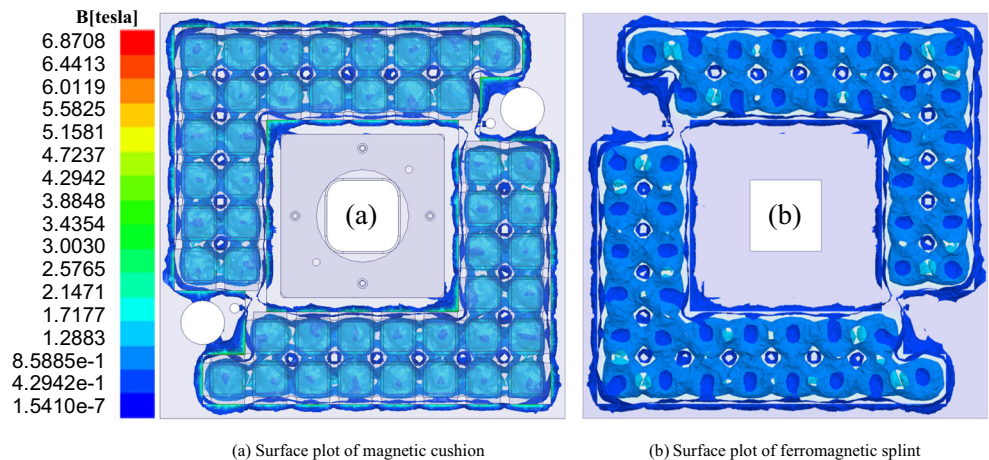 B[tesla]
6.8708
6.4413
6.0119
5.5825
5.1581
4.7237
4.2942
3.8848
3.4354
3.0030
2.5765
2.1471
1.7177
1.2883
8.5885e-1
4.2942e-1
1.5410e-7
(a)
(b)
(a) Surface plot of magnetic cushion
(b) Surface plot of ferromagnetic splint